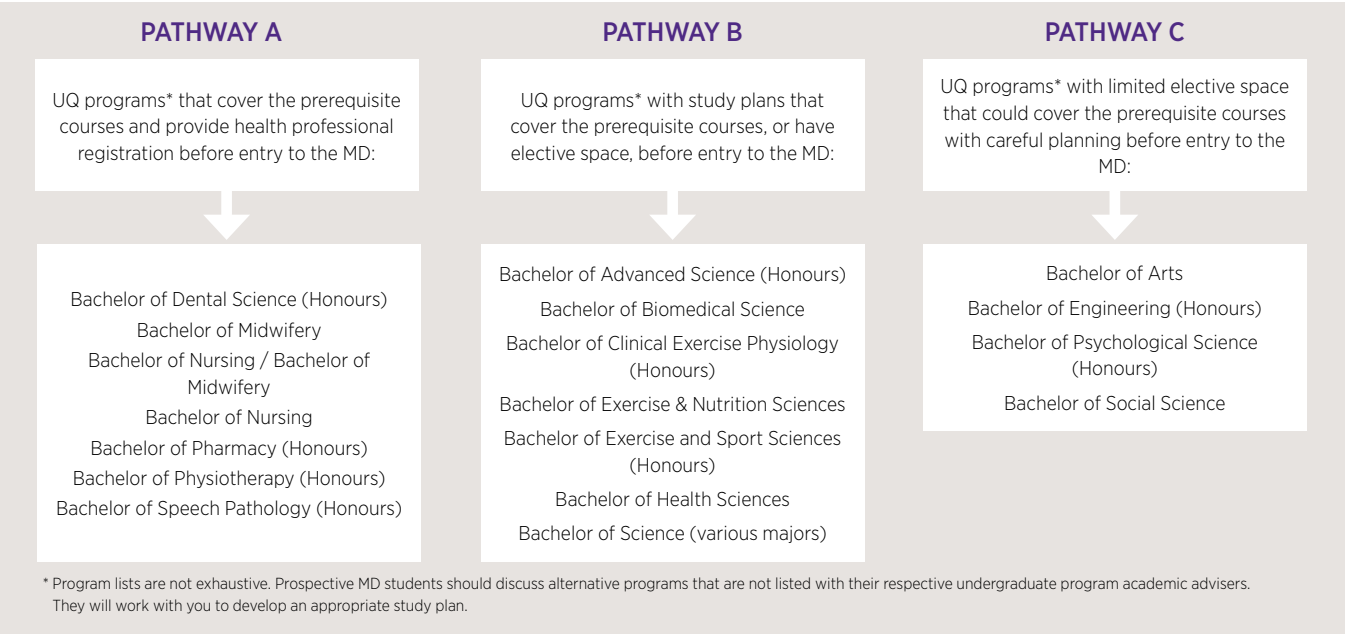 PATHWAY A
UQ programs* that cover the prerequisite
courses and provide health professional
registration before entry to the MD:
Bachelor of Dental Science (Honours)
Bachelor of Midwifery
Bachelor of Nursing / Bachelor of
Midwifery
Bachelor of Nursing
Bachelor of Pharmacy (Honours)
Bachelor of Physiotherapy (Honours)
Bachelor of Speech Pathology (Honours)
PATHWAY B
UQ programs* with study plans that
cover the prerequisite courses, or have
elective space, before entry to the MD:
Bachelor of Advanced Science (Honours)
Bachelor of Biomedical Science
Bachelor of Clinical Exercise Physiology
(Honours)
Bachelor of Exercise & Nutrition Sciences
Bachelor of Exercise and Sport Sciences
(Honours)
Bachelor of Health Sciences
Bachelor of Science (various majors)
PATHWAY C
UQ programs* with limited elective space
that could cover the prerequisite courses
with careful planning before entry to the
MD:
Bachelor of Arts
Bachelor of Engineering (Honours)
Bachelor of Psychological Science
(Honours)
Bachelor of Social Science
* Program lists are not exhaustive. Prospective MD students should discuss alternative programs that are not listed with their respective undergraduate program academic advisers.
They will work with you to develop an appropriate study plan.